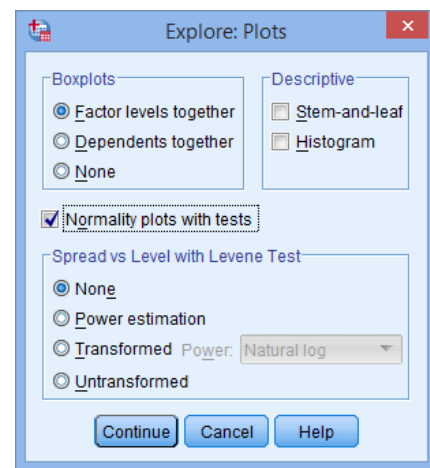 Explore: Plots
Boxplots
Factor levels together
Dependents together
None
Descriptive
Stem-and-leaf
Histogram
Normality plots with tests
Spread vs Level with Levene Test
None
Power estimation
Transformed Power: Natural log
Untransformed
Continue Cancel Help